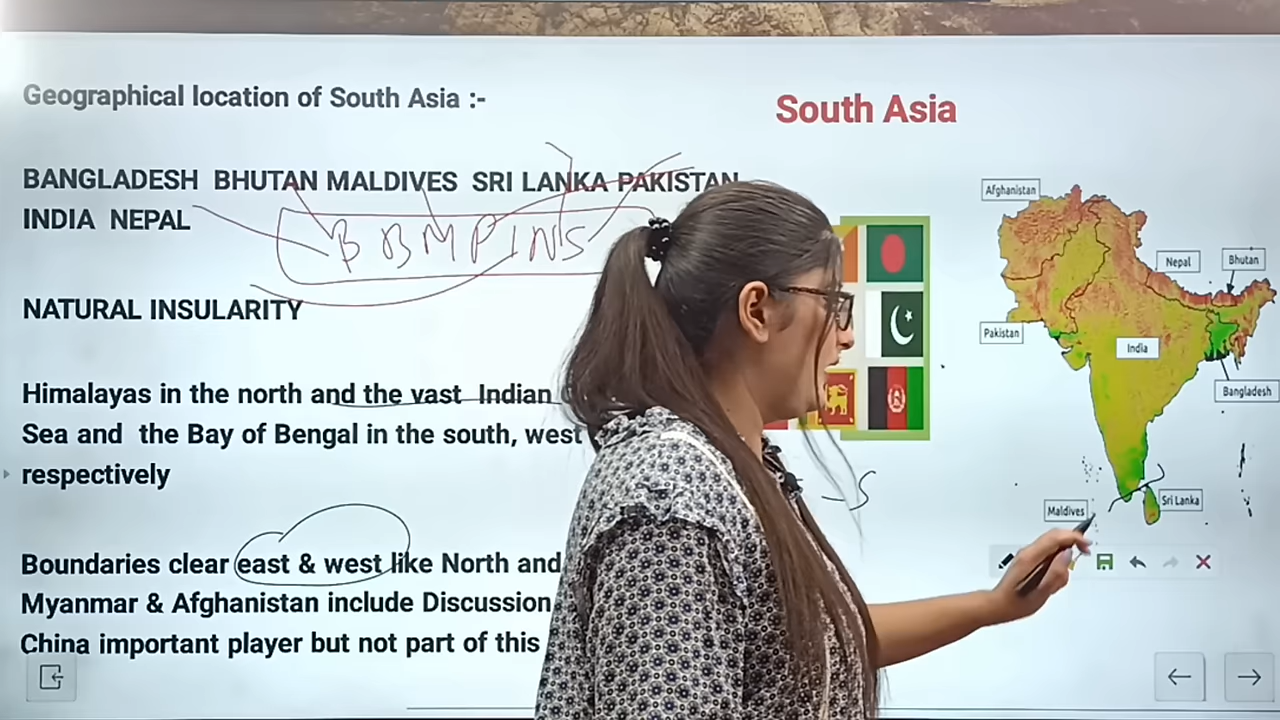 Geographical location of South Asia :-
South Asia
BANGLADESH BHUTAN MALDIVES SRI LANKA PAKISTAN
INDIA NEPAL
B B M P I N S
NATURAL INSULARITY
Himalayas in the north and the vast Indian
Sea and the Bay of Bengal in the south, west
respectively
Boundaries clear east & west like North and
Myanmar & Afghanistan include Discussion
China important player but not part of this
S
Afghanistan
Nepal
Bhutan
Pakistan
India
Bangladesh
Maldives
Sri Lanka